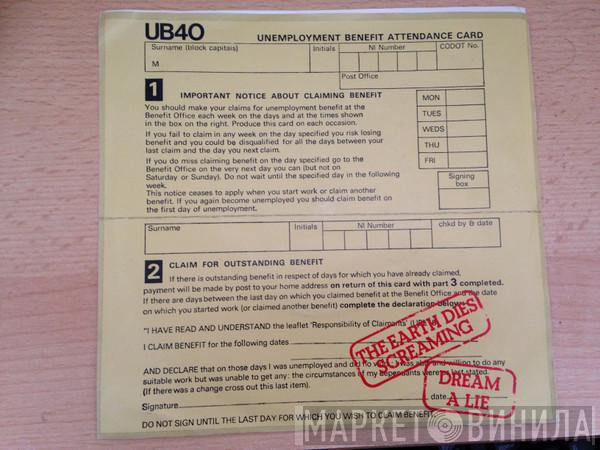 UB40
UNEMPLOYMENT BENEFIT ATTENDANCE CARD
Surname (block capitals)
Initials
NI Number
CODOT No.
M
Post Office
1
IMPORTANT NOTICE ABOUT CLAIMING BENEFIT
You should make your claims for unemployment benefit at the
Benefit Office each week on the days and at the times shown
in the box on the right. Produce this card on each occasion.
If you fail to claim in any week on the day specified you risk losing
benefit and you could be disqualified for all the days between your
last claim and the day you next claim.
If you do miss claiming benefit on the day specified go to the
Benefit Office on the very next day you can (but not on
Saturday or Sunday). Do not wait until the specified day in the following
week.
This notice ceases to apply when you start work or claim another
benefit. If you again become unemployed you should claim benefit on
the first day of unemployment.
MON
TUES
WEDS
THUR
FRI
Signing
box
Surname
Initials
NI Number
chkd by & date
2
CLAIM FOR OUTSTANDING BENEFIT
If there is outstanding benefit in respect of days for which you have already claimed,
payment will be made by post to your home address on return of this card with part 3 completed.
If there are days between the last day on which you claimed benefit at the Benefit Office and the date
on which you started work (or claimed another benefit) complete the declaration below:
"I HAVE READ AND UNDERSTAND the leaflet 'Responsibility of Claimants'
I CLAIM BENEFIT for the following dates
AND DECLARE that on those days I was unemployed and did no work. I was able and willing to do any
suitable work but was unable to get any: the circumstances of my dependants were as last stated.
(If there was a change cross out this last item).
Signature
date
DO NOT SIGN UNTIL THE LAST DAY FOR WHICH YOU WISH TO CLAIM BENEFIT.
THE EARTH DIES
SCREAMING
DREAM
A LIE
МАРКЕТ ВИНИЛА